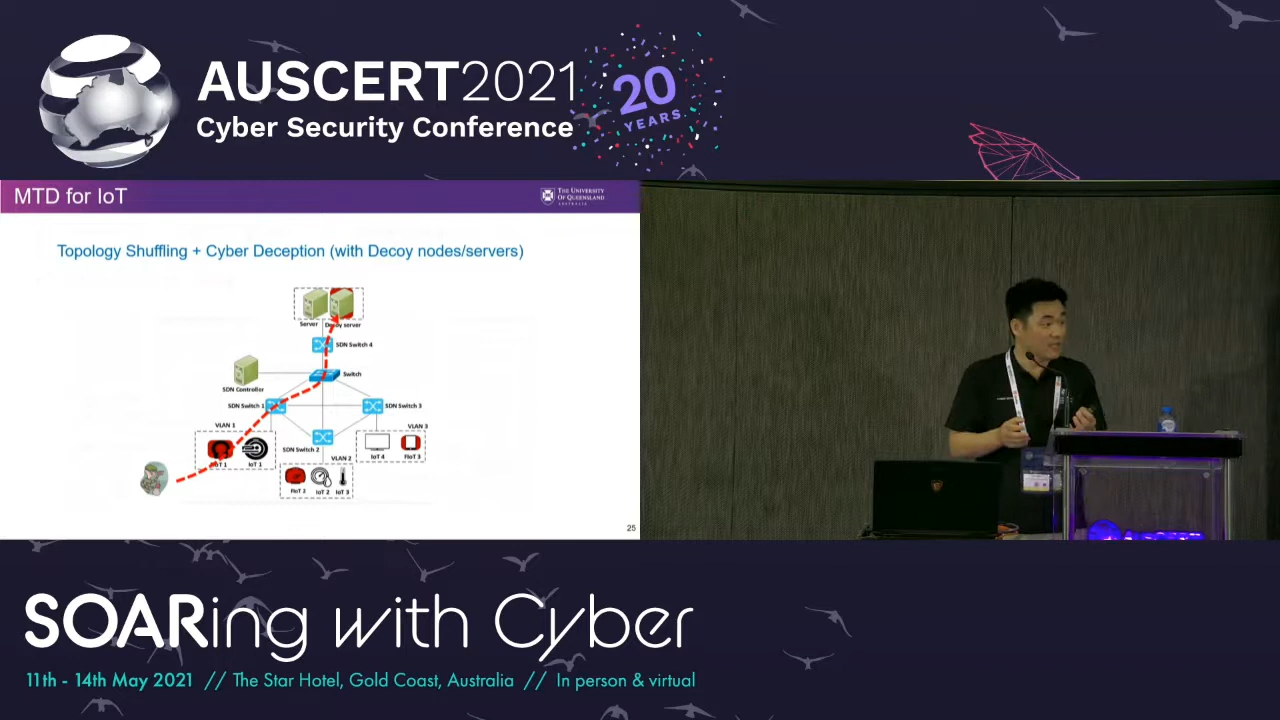 AUSCERT2021
Cyber Security Conference
20
YEARS
MTD for IoT
THE UNIVERSITY
OF QUEENSLAND
AUSTRALIA
Topology Shuffling + Cyber Deception (with Decoy nodes/servers)
Server
Decoy server
SDN Switch 4
SDN Controller
Switch
SDN Switch 1
SDN Switch 3
VLAN 1
VLAN 3
SDN Switch 2
IoT 1
IoT 4
FIoT 3
VLAN 2
FIoT 2
IoT 2
IoT 3
25
SOARing with Cyber
11th - 14th May 2021 // The Star Hotel, Gold Coast, Australia // In person & virtual